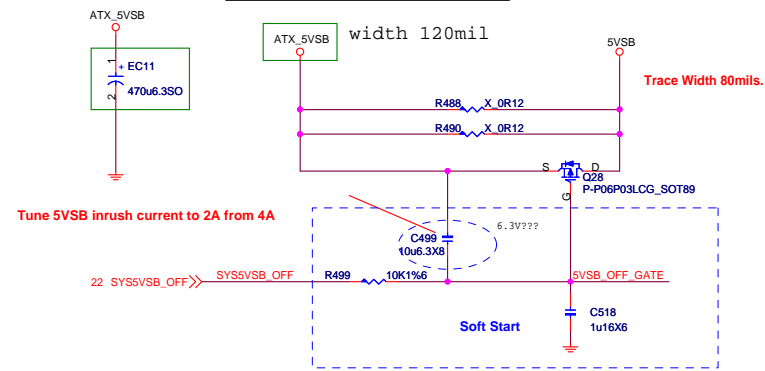 ATX_5VSB
1
+ EC11
470u6.3SO
2
ATX_5VSB
width 120mil
5VSB
Trace Width 80mils.
R488 X_0R12
R490 X_0R12
S D
Q28
P-P06P03LCG_SOT89
G
Tune 5VSB inrush current to 2A from 4A
6.3V???
C499
10u6.3X8
22 SYS5VSB_OFF
SYS5VSB_OFF
R499 10K1%6
5VSB_OFF_GATE
C518
1u16X6
Soft Start